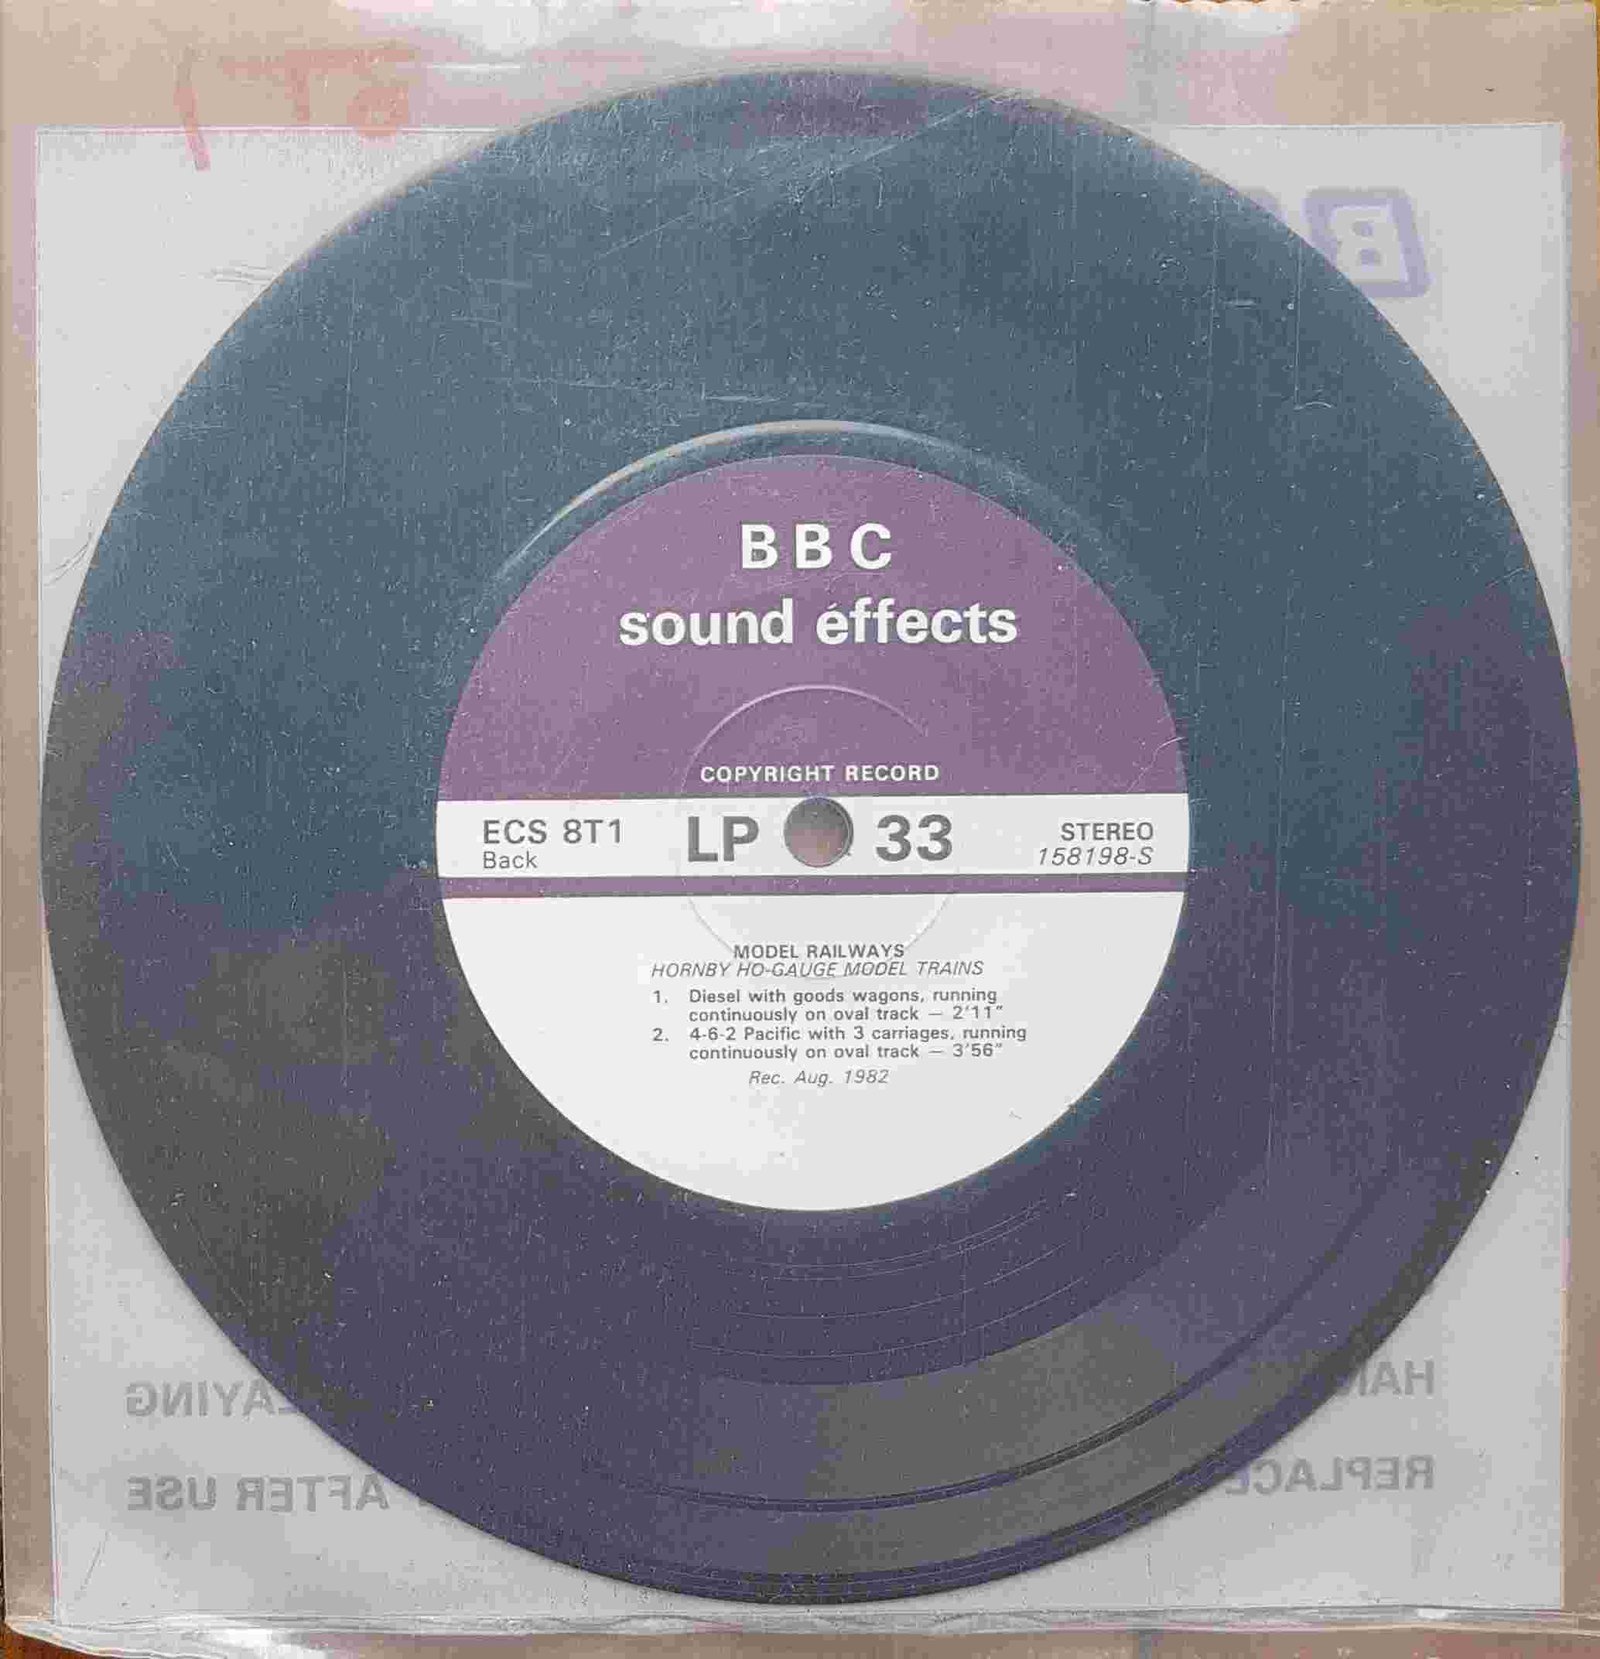 BBC
sound effects
COPYRIGHT RECORD
ECS 8T1 LP 33 STEREO
Back 158198-S
MODEL RAILWAYS
HORNBY HO-GAUGE MODEL TRAINS
1. Diesel with goods wagons, running
continuously on oval track — 2'11"
2. 4-6-2 Pacific with 3 carriages, running
continuously on oval track — 3'56"
Rec. Aug. 1982
REPLACE AFTER USE